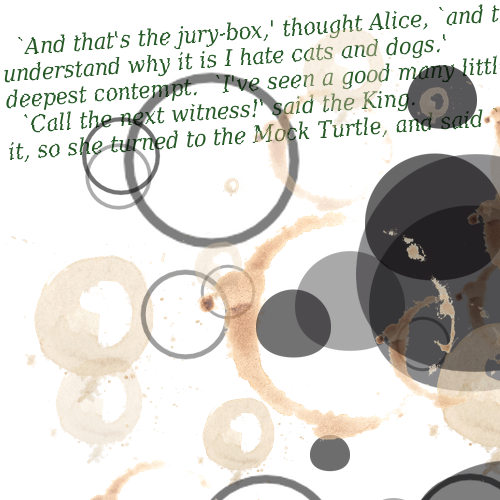 `And that's the jury-box,' thought Alice, `and t
understand why it is I hate cats and dogs.'
deepest contempt. `I've seen a good many littl
`Call the next witness!' said the King.
it, so she turned to the Mock Turtle, and said